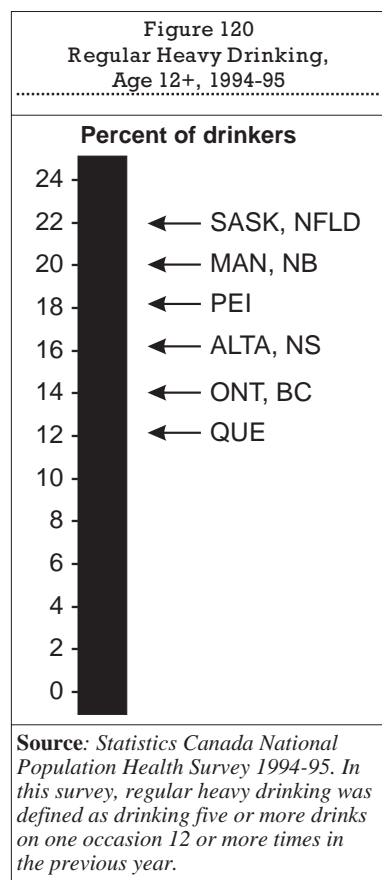 Figure 120
Regular Heavy Drinking,
Age 12+, 1994-95
Percent of drinkers
24
22 SASK, NFLD
20 MAN, NB
18 PEI
16 ALTA, NS
14 ONT, BC
12 QUE
10
8
6
4
2
0
Source: Statistics Canada National
Population Health Survey 1994-95. In
this survey, regular heavy drinking was
defined as drinking five or more drinks
on one occasion 12 or more times in
the previous year.